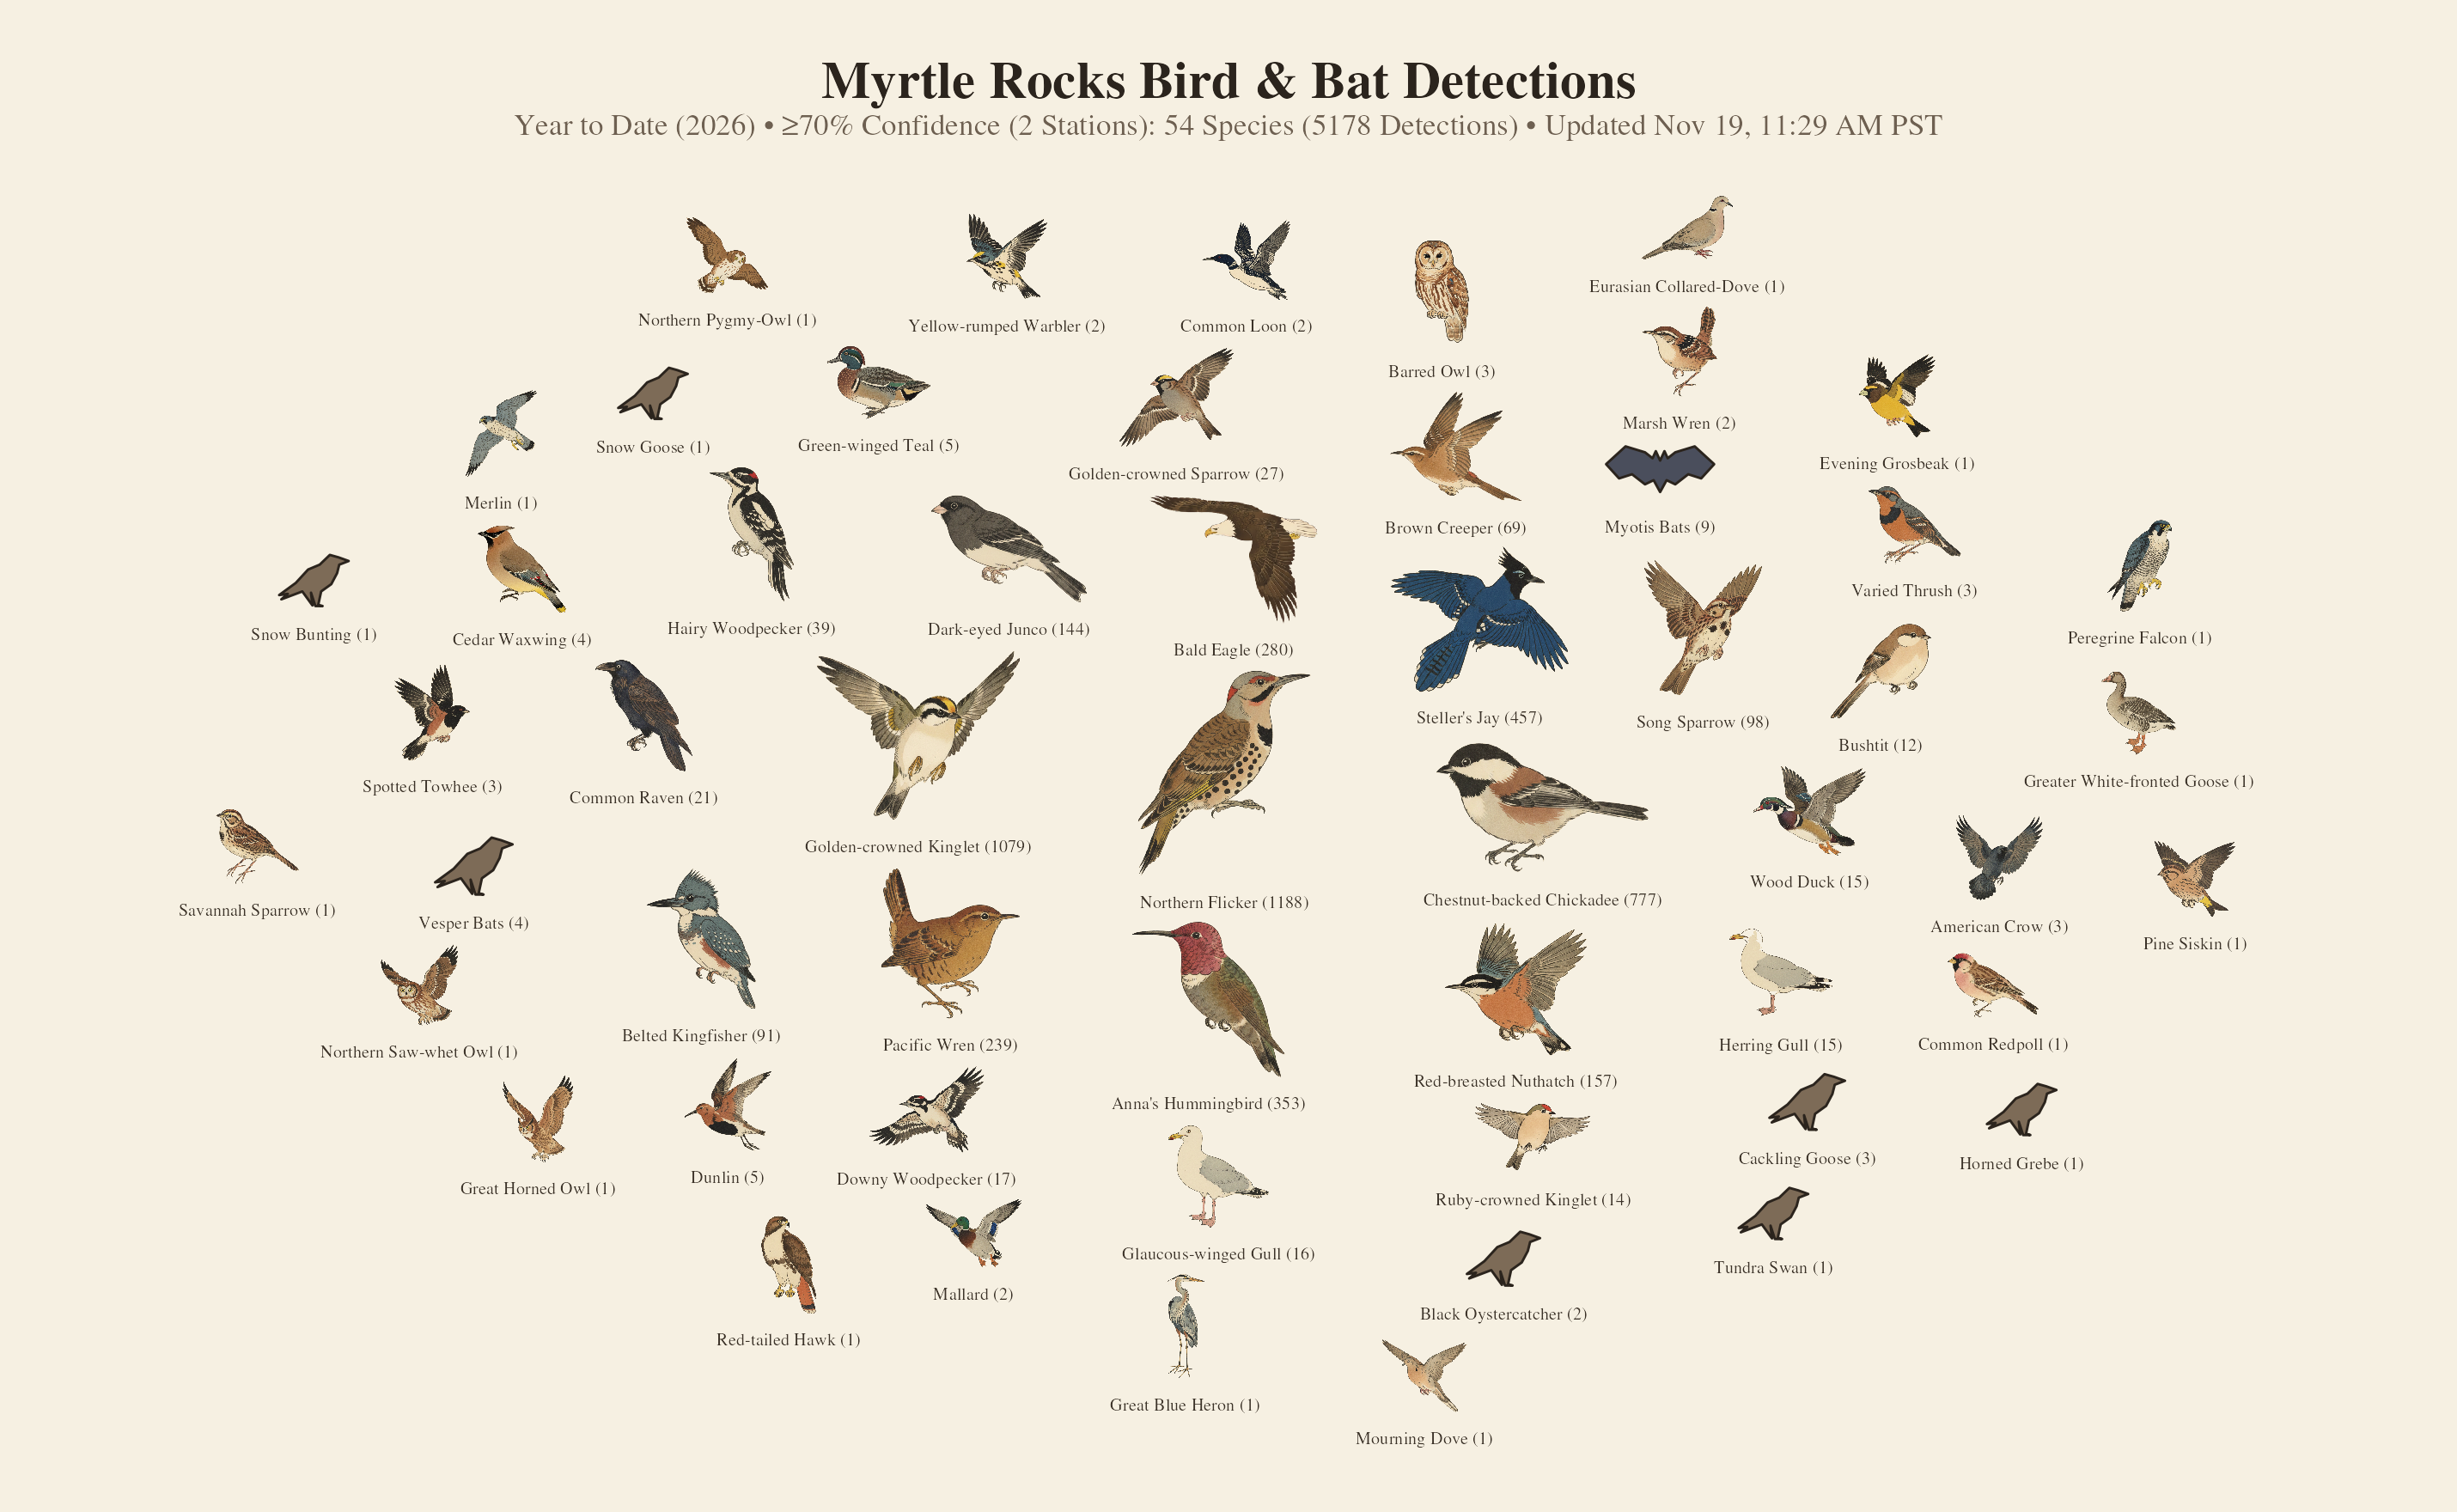 Myrtle Rocks Bird & Bat Detections
Year to Date (2026) • ≥70% Confidence (2 Stations): 54 Species (5178 Detections) • Updated Nov 19, 11:29 AM PST
Eurasian Collared-Dove (1)
Northern Pygmy-Owl (1)
Yellow-rumped Warbler (2)
Common Loon (2)
Barred Owl (3)
Marsh Wren (2)
Snow Goose (1)
Green-winged Teal (5)
Golden-crowned Sparrow (27)
Evening Grosbeak (1)
Merlin (1)
Brown Creeper (69)
Myotis Bats (9)
Varied Thrush (3)
Snow Bunting (1)
Cedar Waxwing (4)
Hairy Woodpecker (39)
Dark-eyed Junco (144)
Bald Eagle (280)
Peregrine Falcon (1)
Steller's Jay (457)
Song Sparrow (98)
Bushtit (12)
Spotted Towhee (3)
Common Raven (21)
Greater White-fronted Goose (1)
Golden-crowned Kinglet (1079)
Northern Flicker (1188)
Chestnut-backed Chickadee (777)
Wood Duck (15)
Savannah Sparrow (1)
Vesper Bats (4)
American Crow (3)
Pine Siskin (1)
Northern Saw-whet Owl (1)
Belted Kingfisher (91)
Pacific Wren (239)
Herring Gull (15)
Common Redpoll (1)
Red-breasted Nuthatch (157)
Anna's Hummingbird (353)
Great Horned Owl (1)
Dunlin (5)
Downy Woodpecker (17)
Cackling Goose (3)
Horned Grebe (1)
Ruby-crowned Kinglet (14)
Glaucous-winged Gull (16)
Tundra Swan (1)
Mallard (2)
Black Oystercatcher (2)
Red-tailed Hawk (1)
Great Blue Heron (1)
Mourning Dove (1)